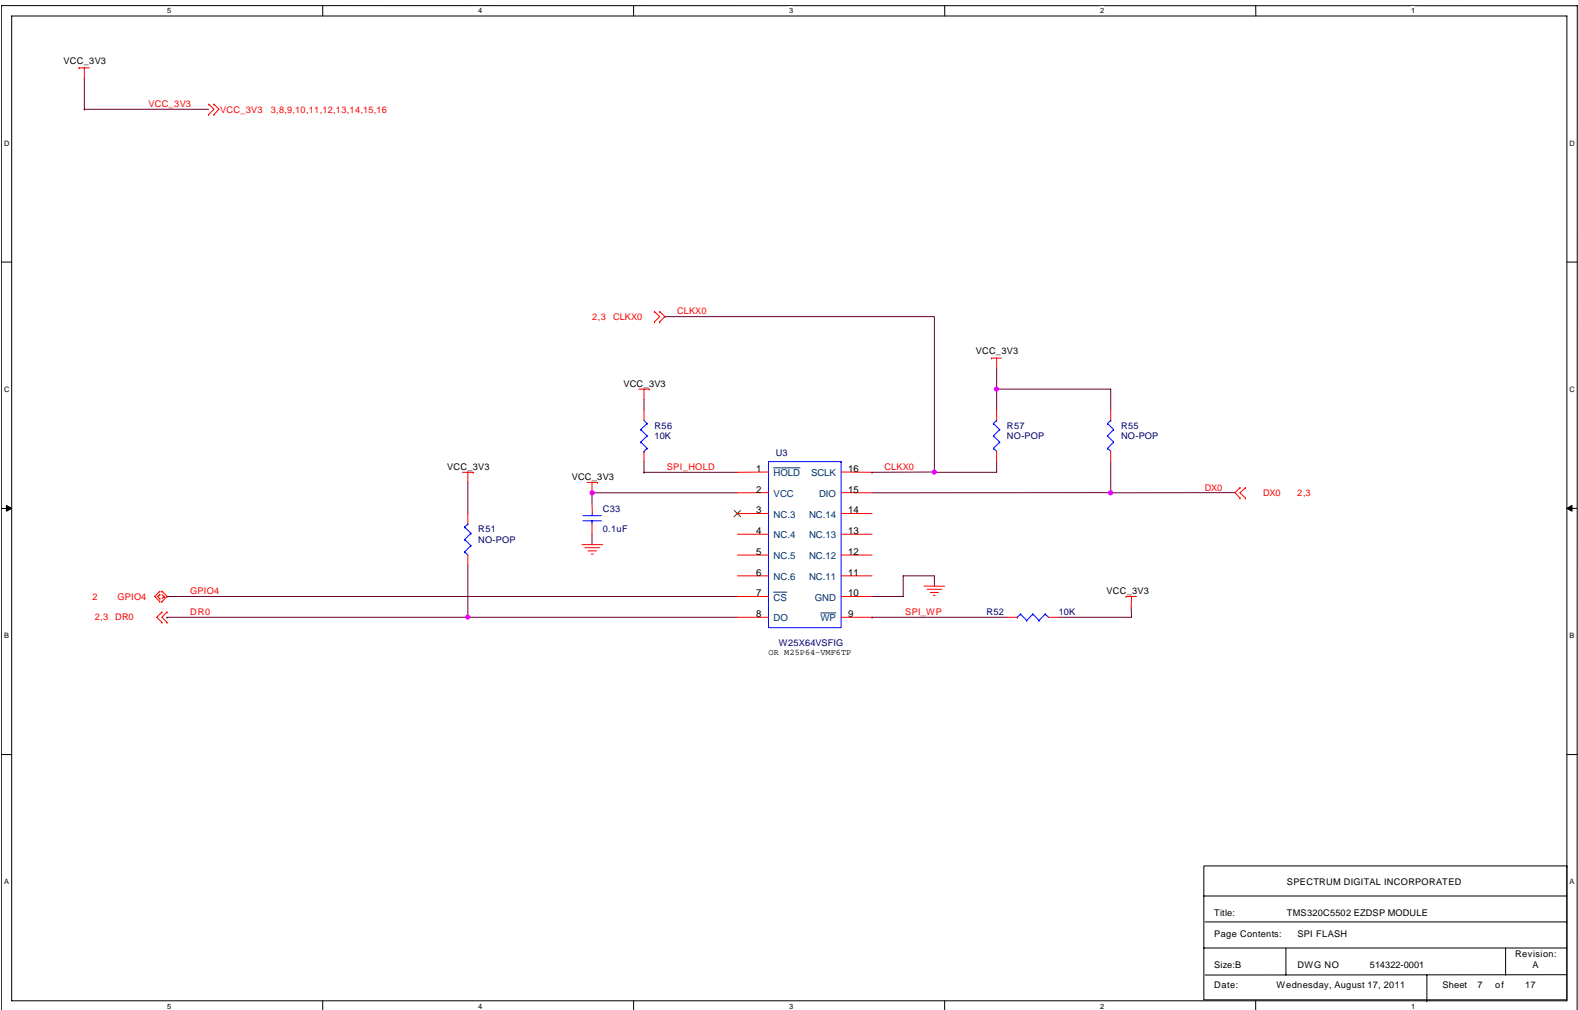 5 4 3 2 1
VCC_3V3
VCC_3V3
VCC_3V3 3,8,9,10,11,12,13,14,15,16
D D
2,3 CLKX0
CLKX0
VCC_3V3
VCC_3V3
C C
R56
10K
R57
NO-POP
R55
NO-POP
U3
VCC_3V3
SPI_HOLD
1 HOLD SCLK 16
CLKX0
VCC_3V3
2 VCC DIO 15
DX0
DX0 2,3
C33
0.1uF
3 NC.3 NC.14 14
R51
NO-POP
4 NC.4 NC.13 13
5 NC.5 NC.12 12
6 NC.6 NC.11 11
2 GPIO4
GPIO4
7 CS GND 10
VCC_3V3
2,3 DR0
DR0
8 DO WP 9
SPI_WP
R52
10K
B B
W25X64VSFIG
OR M25P64-VMF6TP
A A
SPECTRUM DIGITAL INCORPORATED
Title: TMS320C5502 EZDSP MODULE
Page Contents: SPI FLASH
Size:B DWG NO 514322-0001 Revision:
A
Date: Wednesday, August 17, 2011 Sheet 7 of 17
5 4 3 2 1